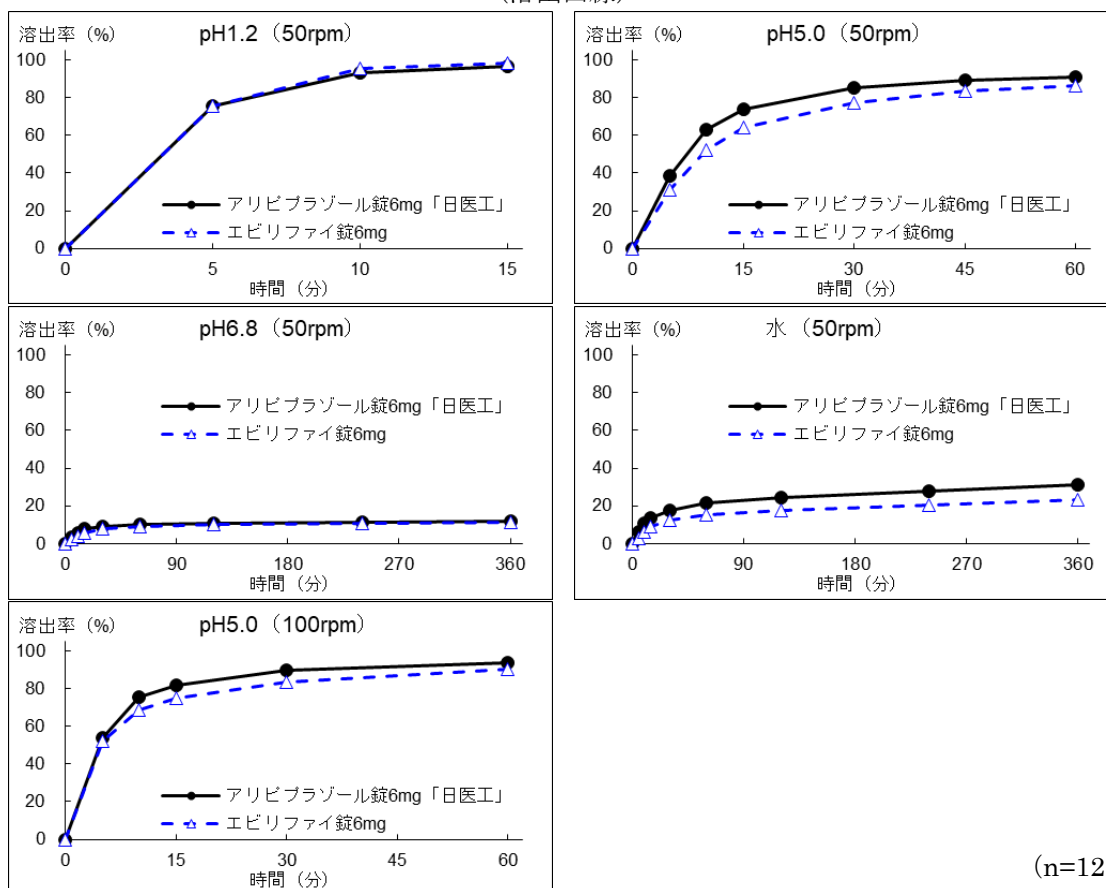 溶出率 (%)
pH1.2（50rpm）
100
80
60
40
20
0
アリピプラゾール錠6mg「日医工」
エビリファイ錠6mg
0 5 10 15
時間（分）
溶出率 (%)
pH5.0（50rpm）
100
80
60
40
20
0
アリピプラゾール錠6mg「日医工」
エビリファイ錠6mg
0 15 30 45 60
時間（分）
溶出率 (%)
pH6.8（50rpm）
100
80
60
40
20
0
アリピプラゾール錠6mg「日医工」
エビリファイ錠6mg
0 90 180 270 360
時間（分）
溶出率 (%)
水（50rpm）
100
80
60
40
20
0
アリピプラゾール錠6mg「日医工」
エビリファイ錠6mg
0 90 180 270 360
時間（分）
溶出率 (%)
pH5.0（100rpm）
100
80
60
40
20
0
アリピプラゾール錠6mg「日医工」
エビリファイ錠6mg
0 15 30 45 60
時間（分）
(n=12